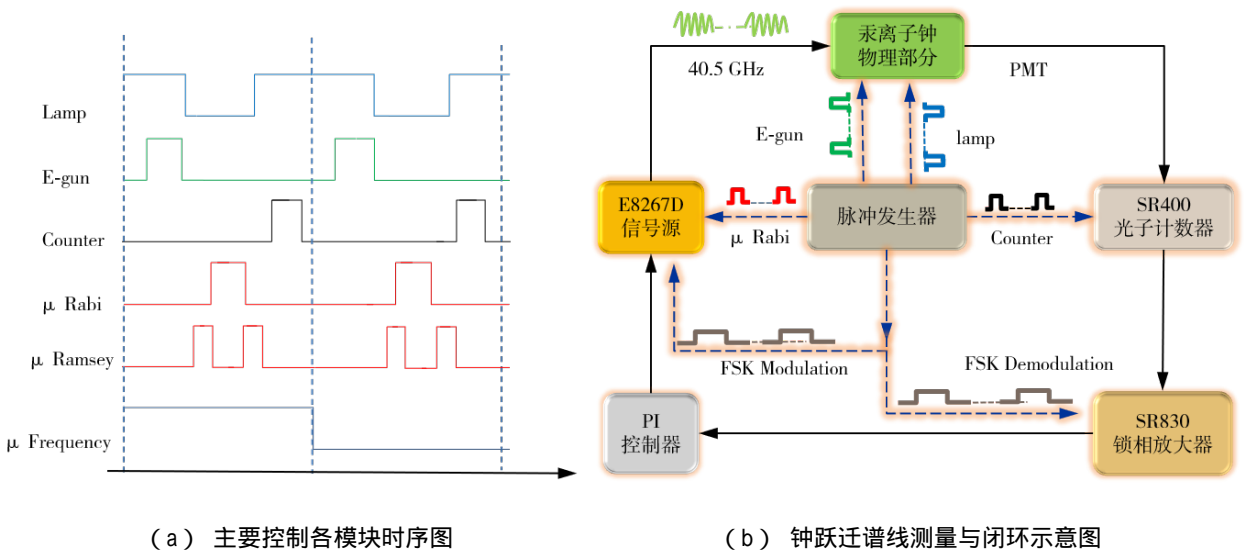 Lamp
E-gun
Counter
μ Rabi
μ Ramsey
μ Frequency
(a) 主要控制各模块时序图
40.5 GHz
汞离子钟
物理部分
PMT
E-gun
lamp
E8267D
信号源
μ Rabi
脉冲发生器
Counter
SR400
光子计数器
FSK Modulation
FSK Demodulation
PI
控制器
SR830
锁相放大器
(b) 钟跃迁谱线测量与闭环示意图